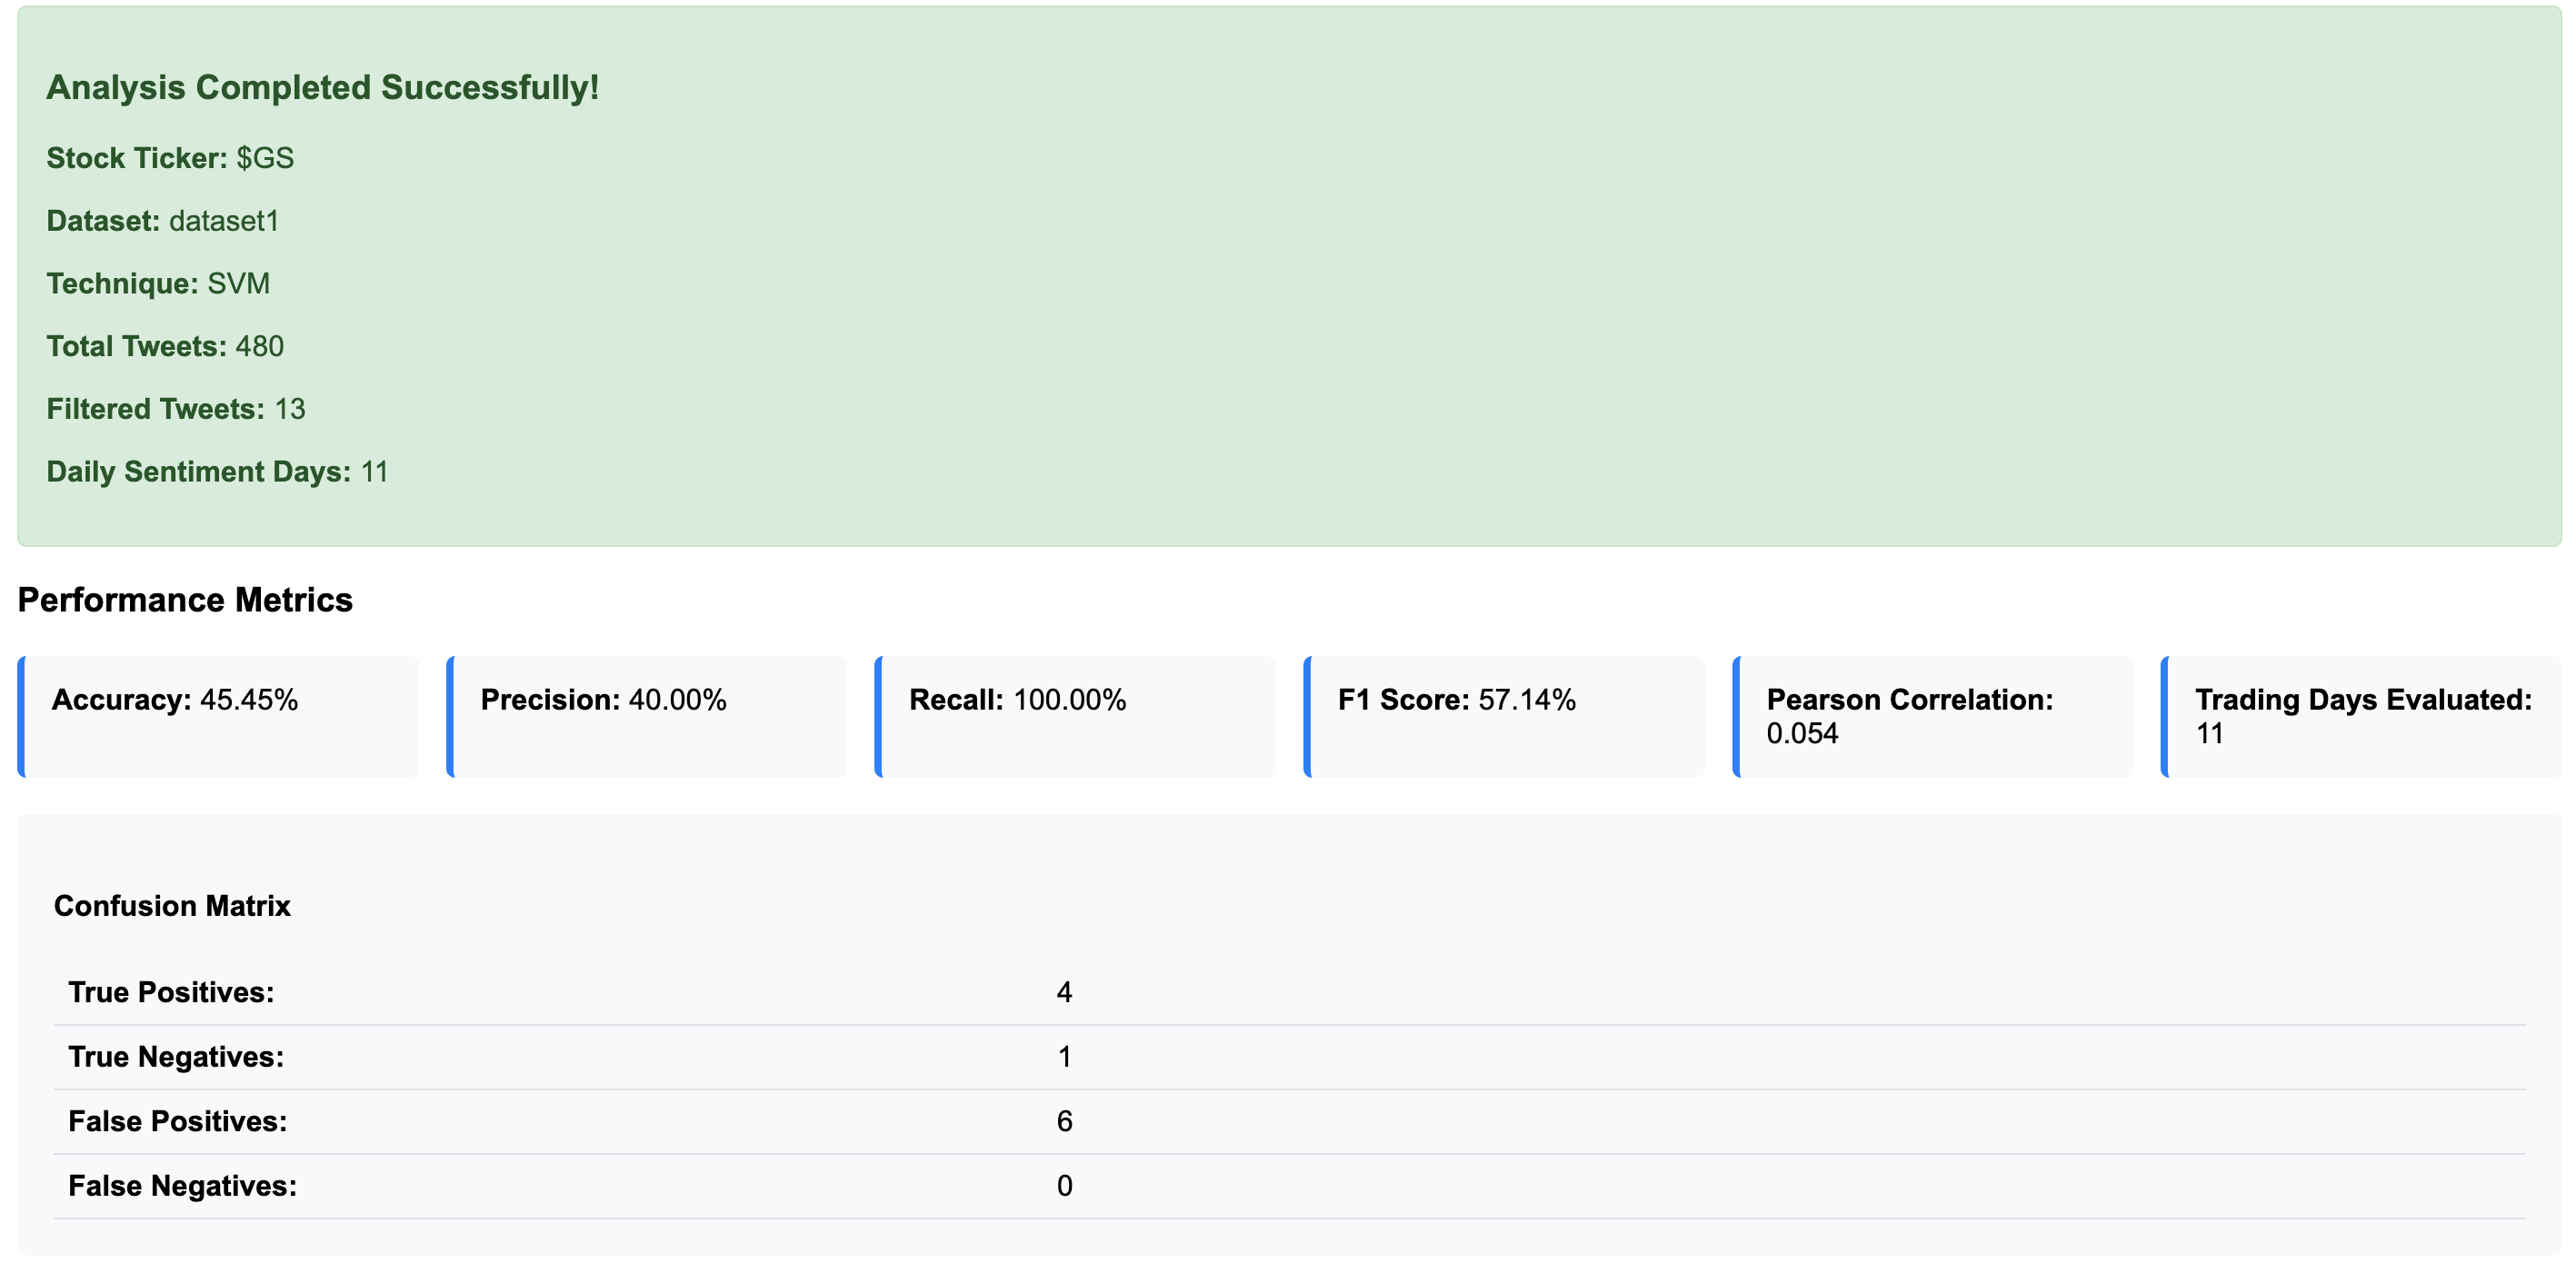 Analysis Completed Successfully!
Stock Ticker: $GS
Dataset: dataset1
Technique: SVM
Total Tweets: 480
Filtered Tweets: 13
Daily Sentiment Days: 11
Performance Metrics
Accuracy: 45.45%
Precision: 40.00%
Recall: 100.00%
F1 Score: 57.14%
Pearson Correlation:
0.054
Trading Days Evaluated:
11
Confusion Matrix
True Positives: 4
True Negatives: 1
False Positives: 6
False Negatives: 0